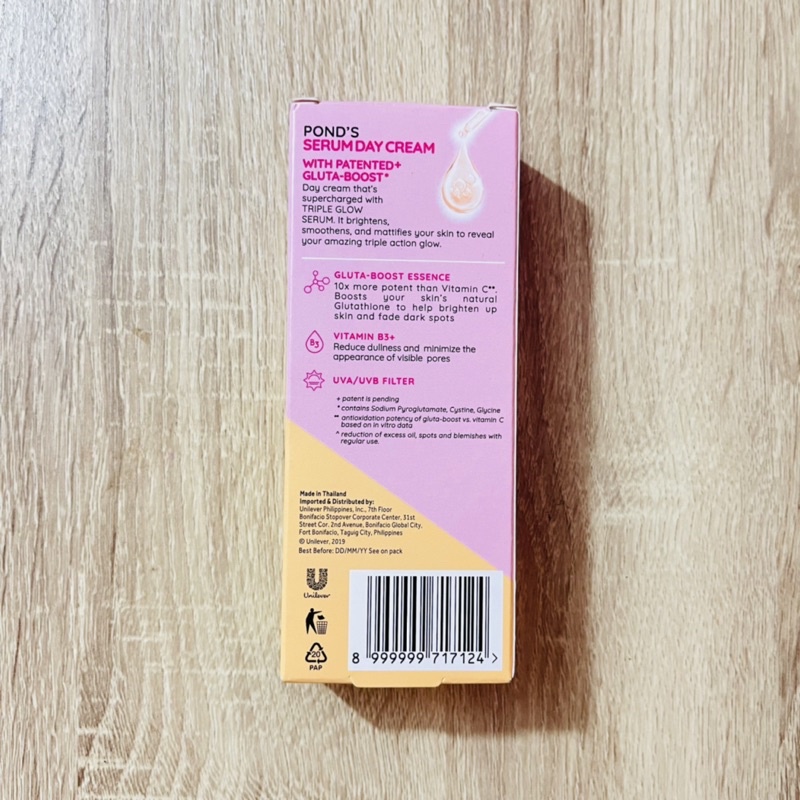 POND'S
SERUM DAY CREAM
WITH PATENTED+
GLUTA-BOOST*
Day cream that's
supercharged with
TRIPLE GLOW
SERUM. It brightens,
smoothens, and mattifies your skin to reveal
your amazing triple action glow.
GLUTA-BOOST ESSENCE
10x more potent than Vitamin C**.
Boosts your skin's natural
Glutathione to help brighten up
skin and fade dark spots
B3
VITAMIN B3+
Reduce dullness and minimize the
appearance of visible pores
UVA/UVB FILTER
+ patent is pending
* contains Sodium Pyroglutamate, Cystine, Glycine
** antioxidation potency of gluta-boost vs. vitamin C
based on in vitro data
^ reduction of excess oil, spots and blemishes with
regular use.
Made in Thailand
Imported & Distributed by:
Unilever Philippines, Inc., 7th Floor
Bonifacio Stopover Corporate Center, 31st
Street Cor. 2nd Avenue, Bonifacio Global City,
Fort Bonifacio, Taguig City, Philippines
© Unilever, 2019
Best Before: DD/MM/YY See on pack
Unilever
20
PAP
8 999999 717124 >